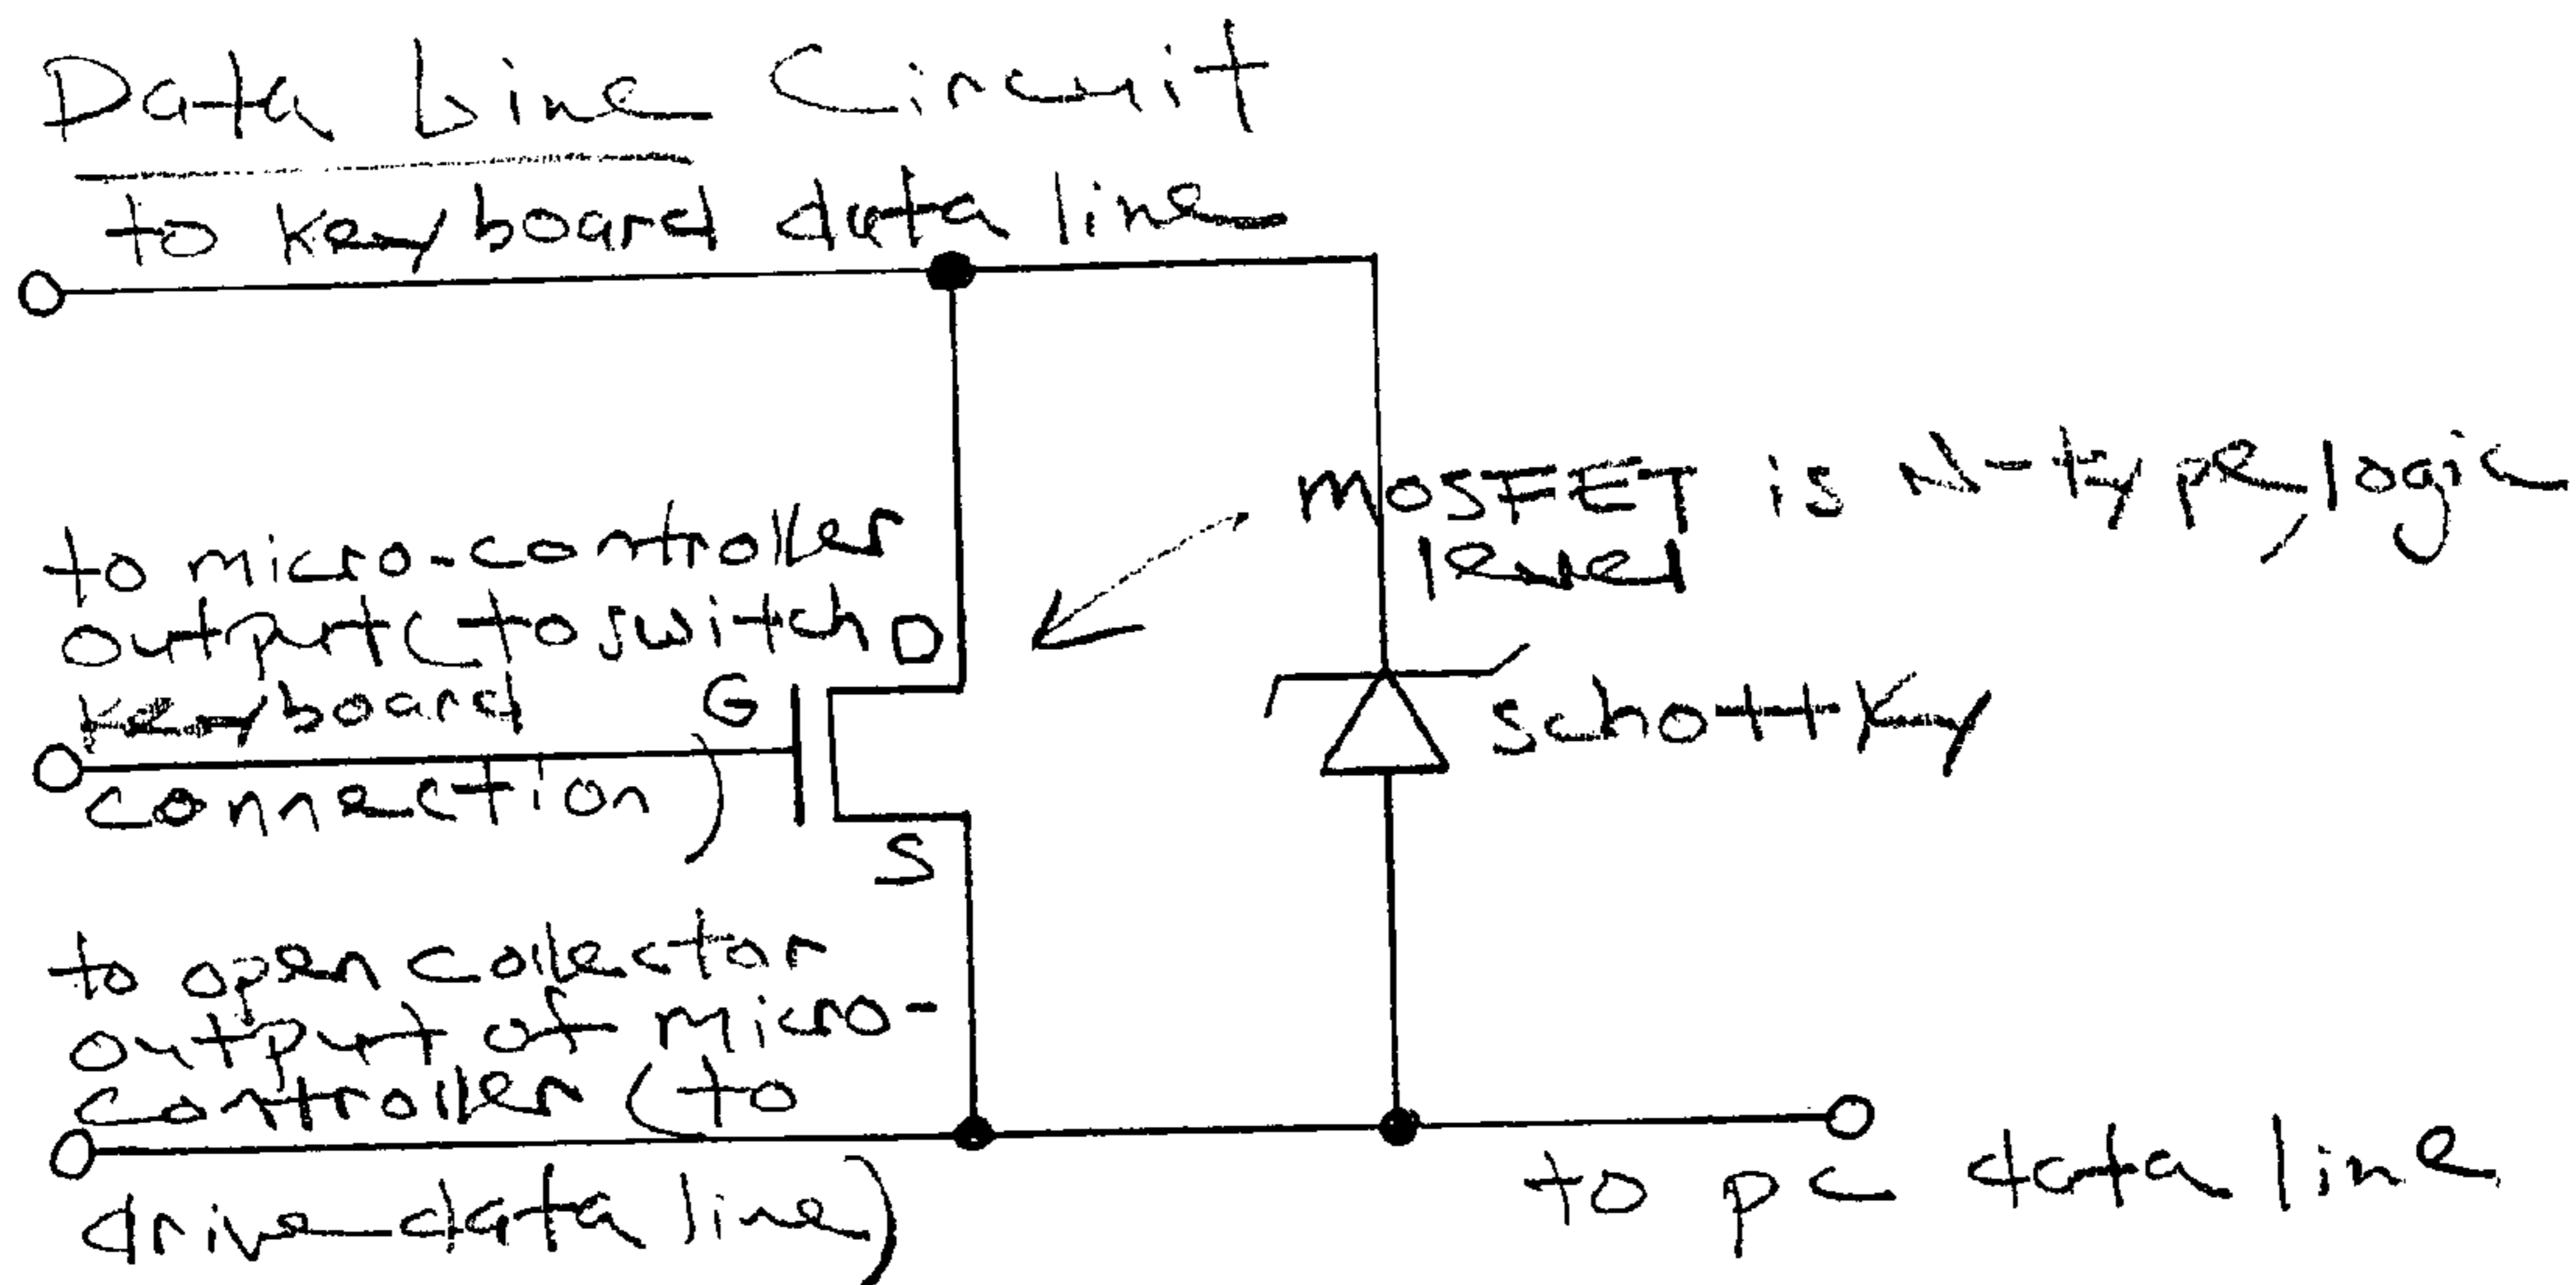 Data Line Circuit
to keyboard data line
MOSFET is N-type, logic
level
to micro-controller
output (to switch
keyboard
connection)
D
G
S
schottky
to open collector
output of micro-
controller (to
drive data line)
to pc data line